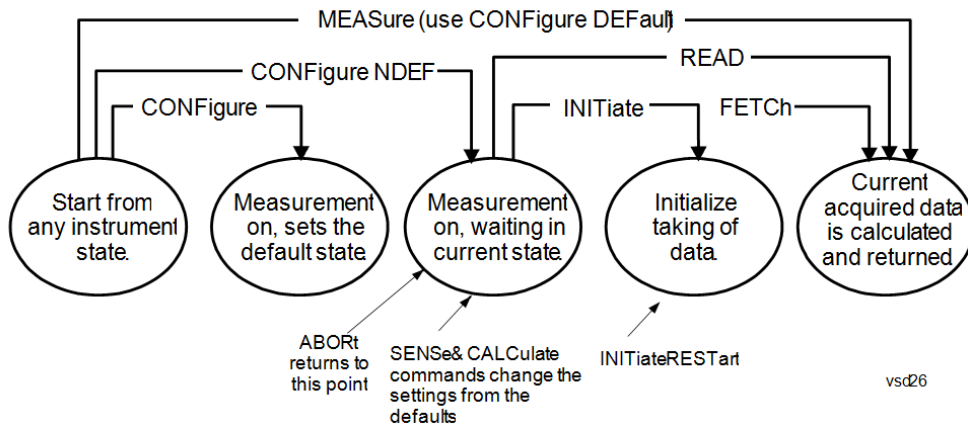 MEASure (use CONFigure DEFault)
READ
CONFigure NDEF
CONFigure
INITiate
FETCh
Start from
any instrument
state.
Measurement
on, sets the
default state.
Measurement
on, waiting in
current state.
Initialize
taking of
data.
Current
acquired data
is calculated
and returned
ABORt
returns to
this point
SENSe& CALCulate
commands change the
settings from the
defaults
INITiateRESTart
vsd26